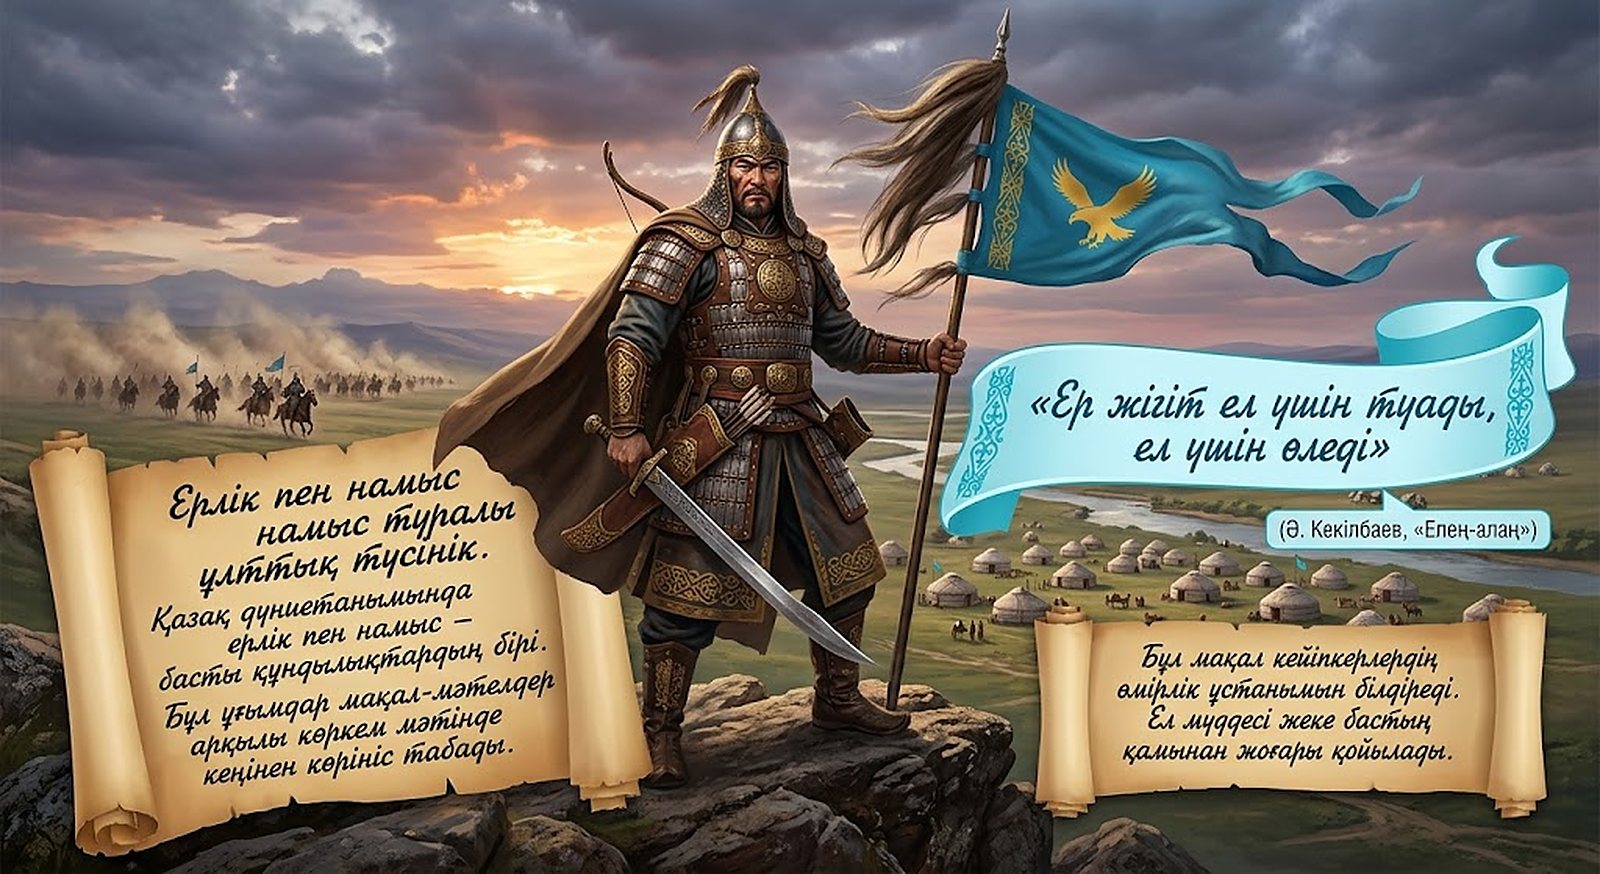 Ерлік пен намыс
намыс туралы
ұлттық түсінік.
Қазақ дүниетанымында
ерлік пен намыс –
басты құндылықтардың бірі.
Бұл ұғымдар мақал-мәтелдер
арқылы көркем мәтінде
кеңінен көрініс табады.
«Ер жігіт ел үшін туады,
ел үшін өледі»
(Ә. Кекілбаев, «Елең-алаң»)
Бұл мақал кейіпкерлердің
өмірлік ұстанымын білдіреді.
Ел мүддесі жеке бастың
қамынан жоғары қойылады.